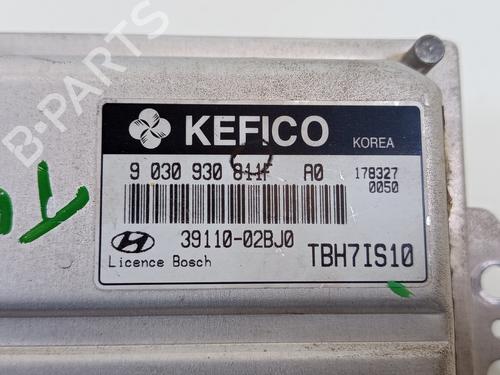 B-PARTS
KEFICO
KOREA
9 030 930 811F A0
178327
0050
39110-02BJ0
Licence Bosch
TBH7IS10